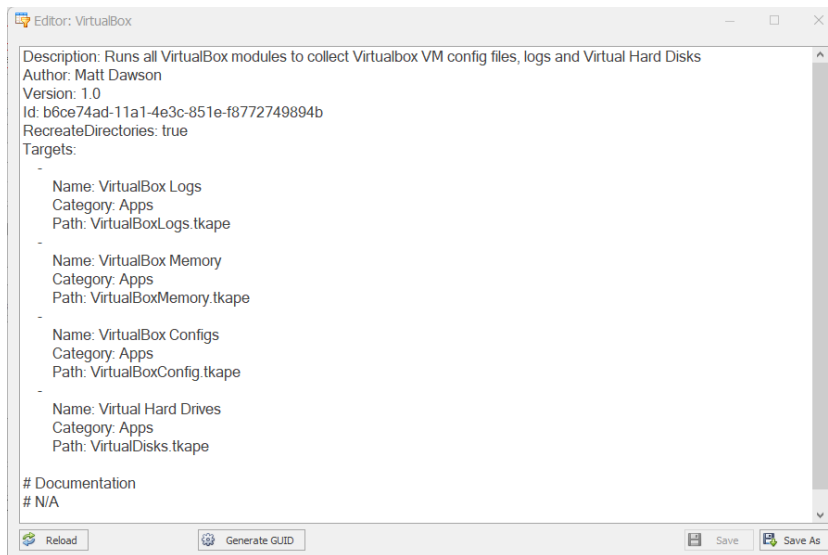 Editor: VirtualBox
Description: Runs all VirtualBox modules to collect Virtualbox VM config files, logs and Virtual Hard Disks
Author: Matt Dawson
Version: 1.0
Id: b6ce74ad-11a1-4e3c-851e-f8772749894b
RecreateDirectories: true
Targets:
-
Name: VirtualBox Logs
Category: Apps
Path: VirtualBoxLogs.tkape
-
Name: VirtualBox Memory
Category: Apps
Path: VirtualBoxMemory.tkape
-
Name: VirtualBox Configs
Category: Apps
Path: VirtualBoxConfig.tkape
-
Name: Virtual Hard Drives
Category: Apps
Path: VirtualDisks.tkape
# Documentation
# N/A
Reload Generate GUID Save Save As